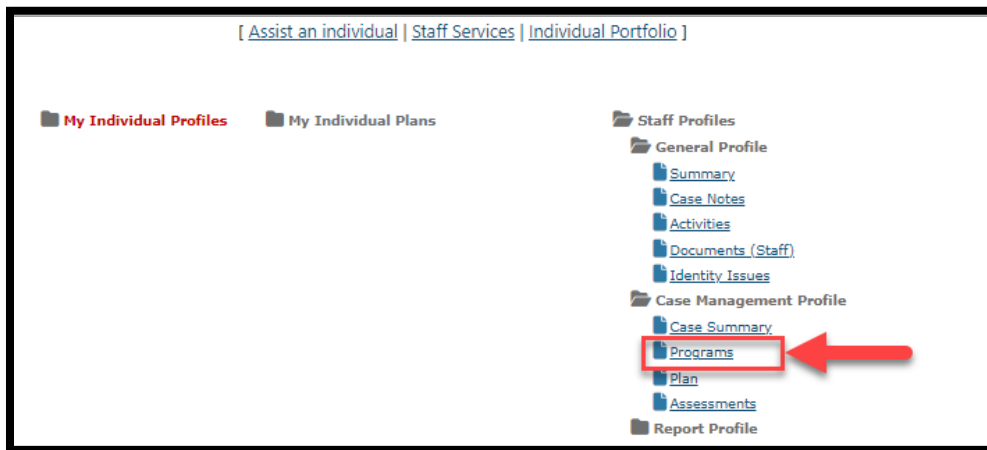 [ Assist an individual | Staff Services | Individual Portfolio ]
My Individual Profiles
My Individual Plans
Staff Profiles
General Profile
Summary
Case Notes
Activities
Documents (Staff)
Identity Issues
Case Management Profile
Case Summary
Programs
Plan
Assessments
Report Profile